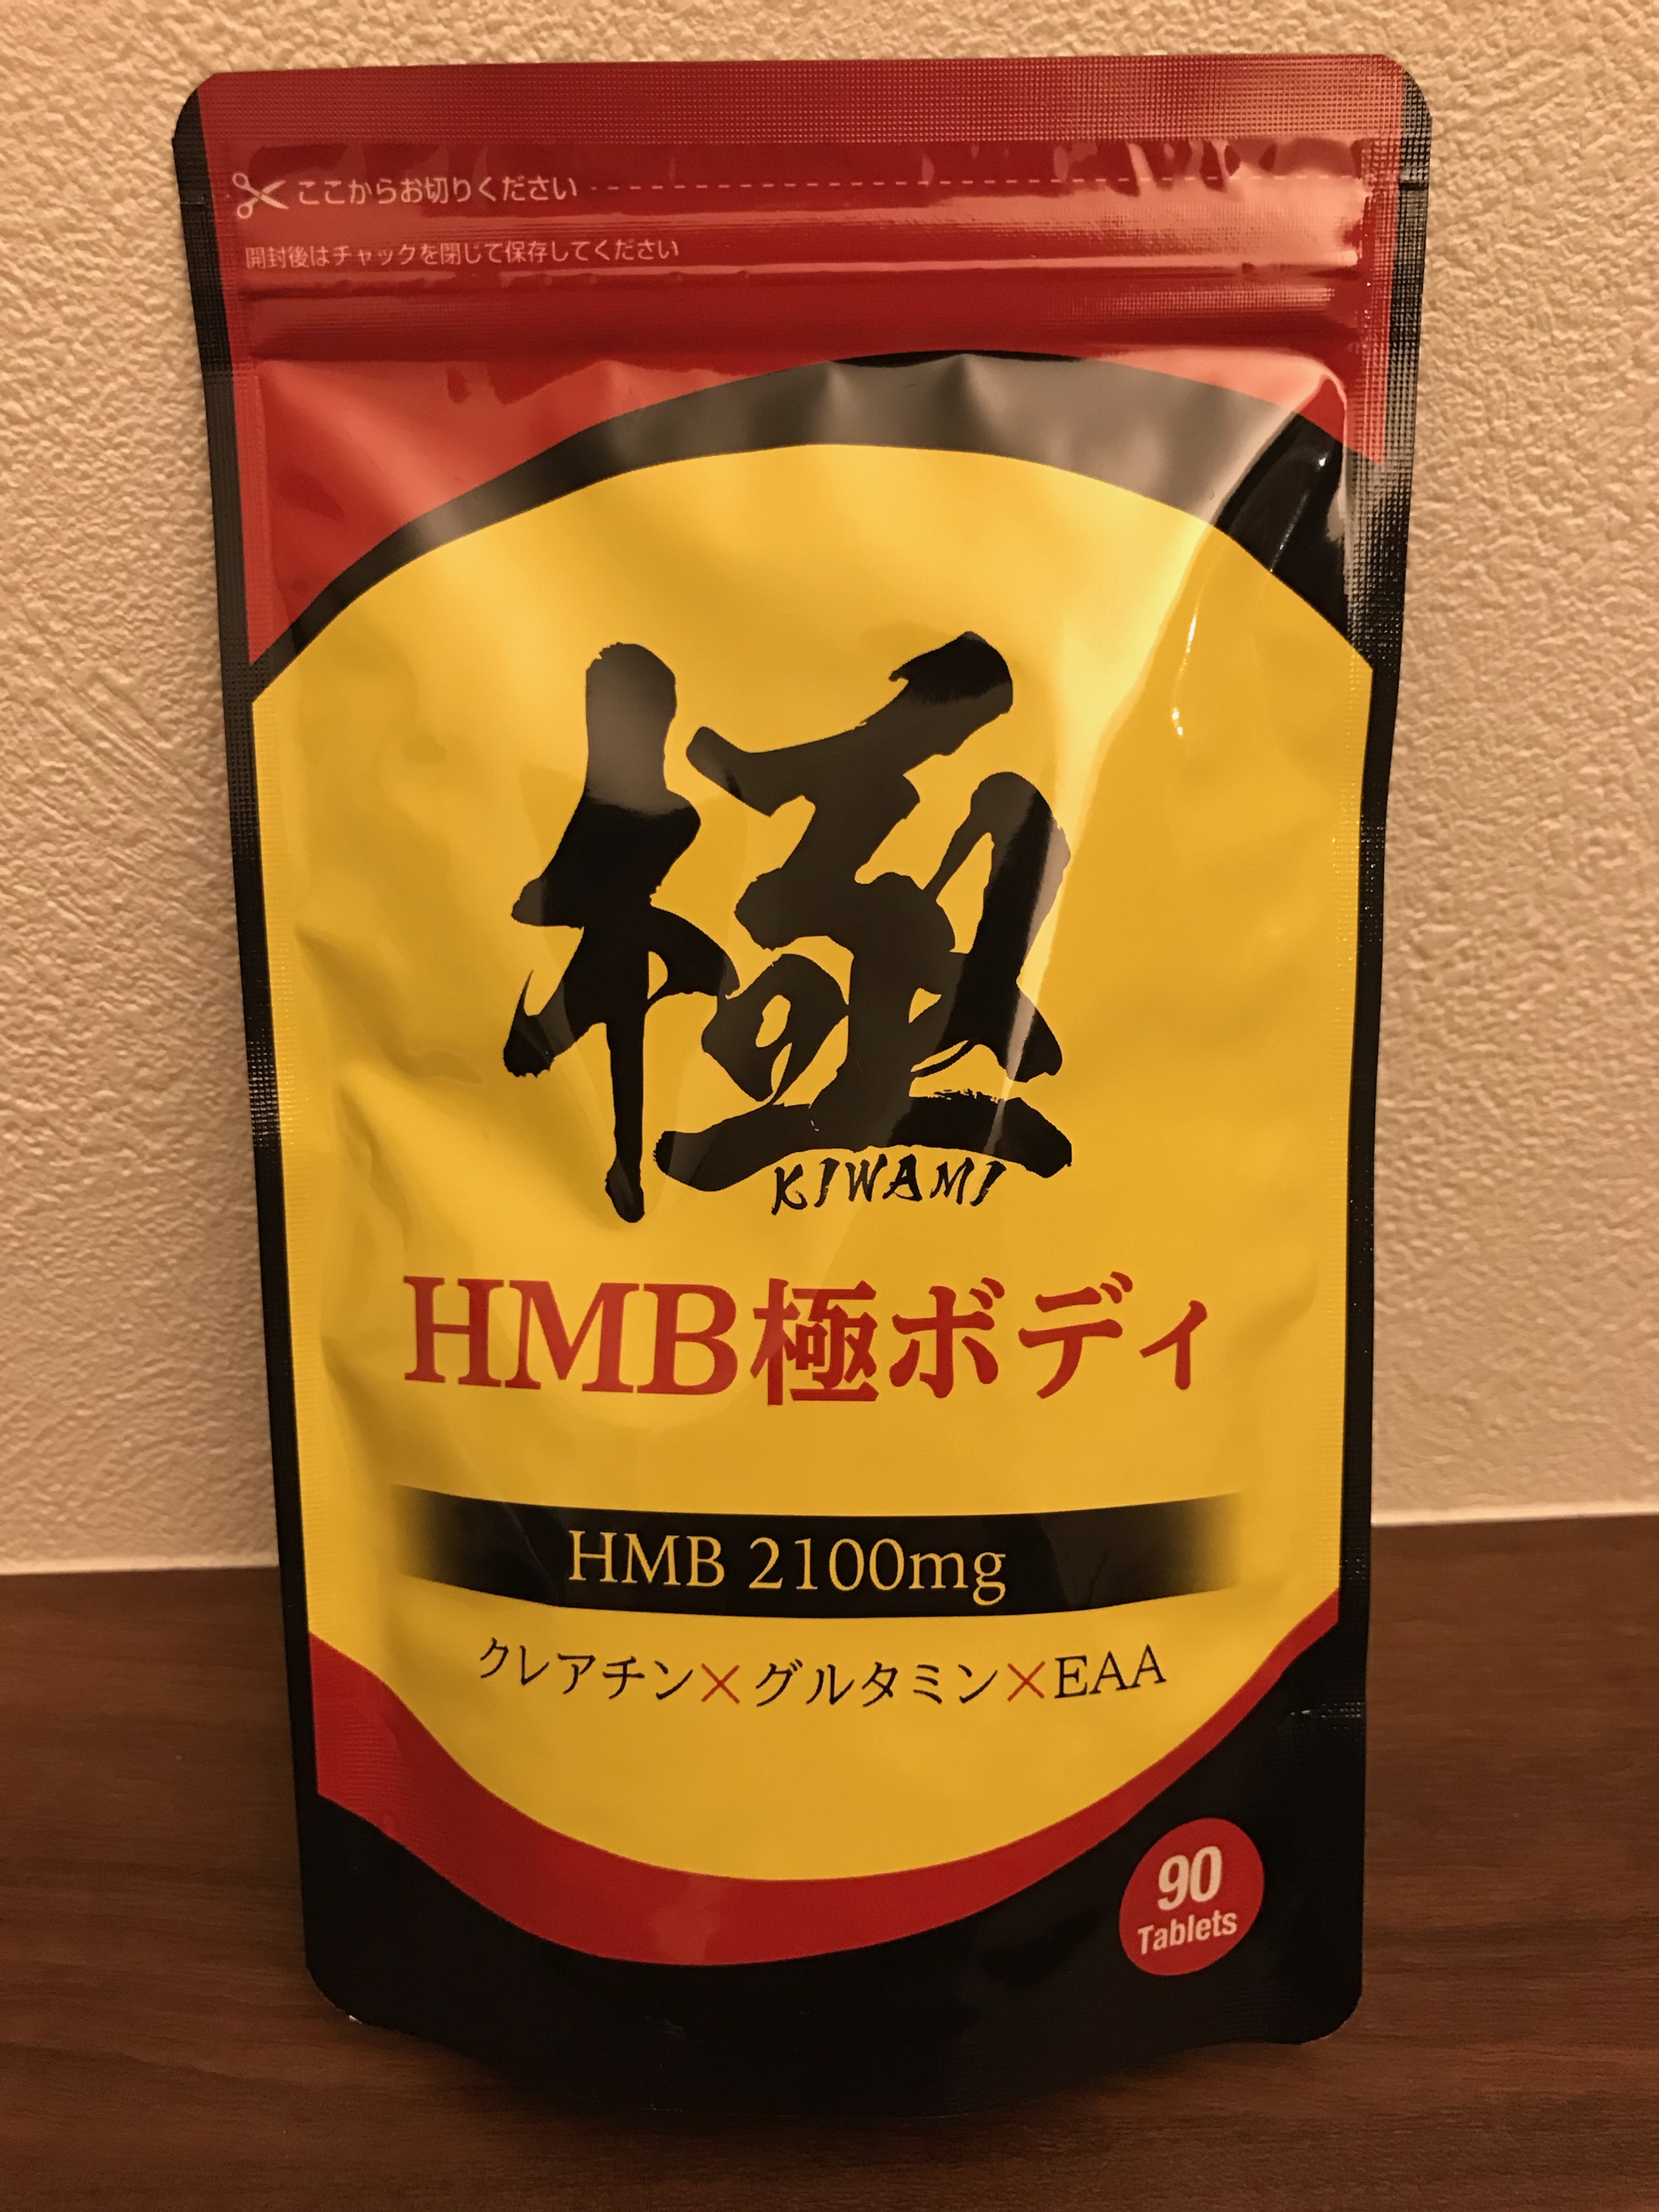 ここからお切りください
開封後はチャックを閉じて保存してください
極
KIWAMI
HMB極ボディ
HMB 2100mg
クレアチン×グルタミン×EAA
90
Tablets